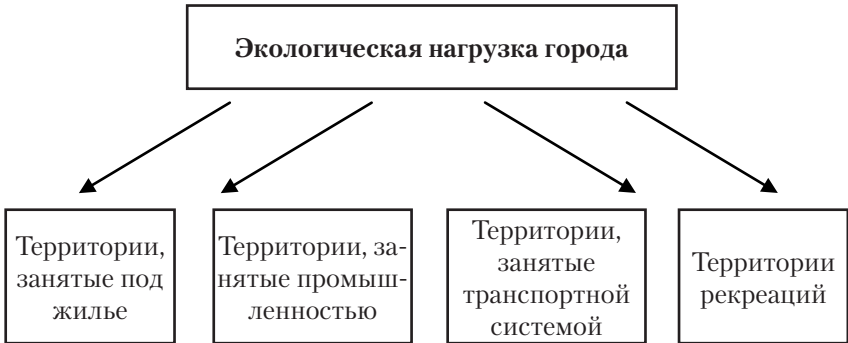 Экологическая нагрузка города
Территории,
занятые под
жилье
Территории, за-
нятые промыш-
ленностью
Территории,
занятые
транспортной
системой
Территории
рекреаций